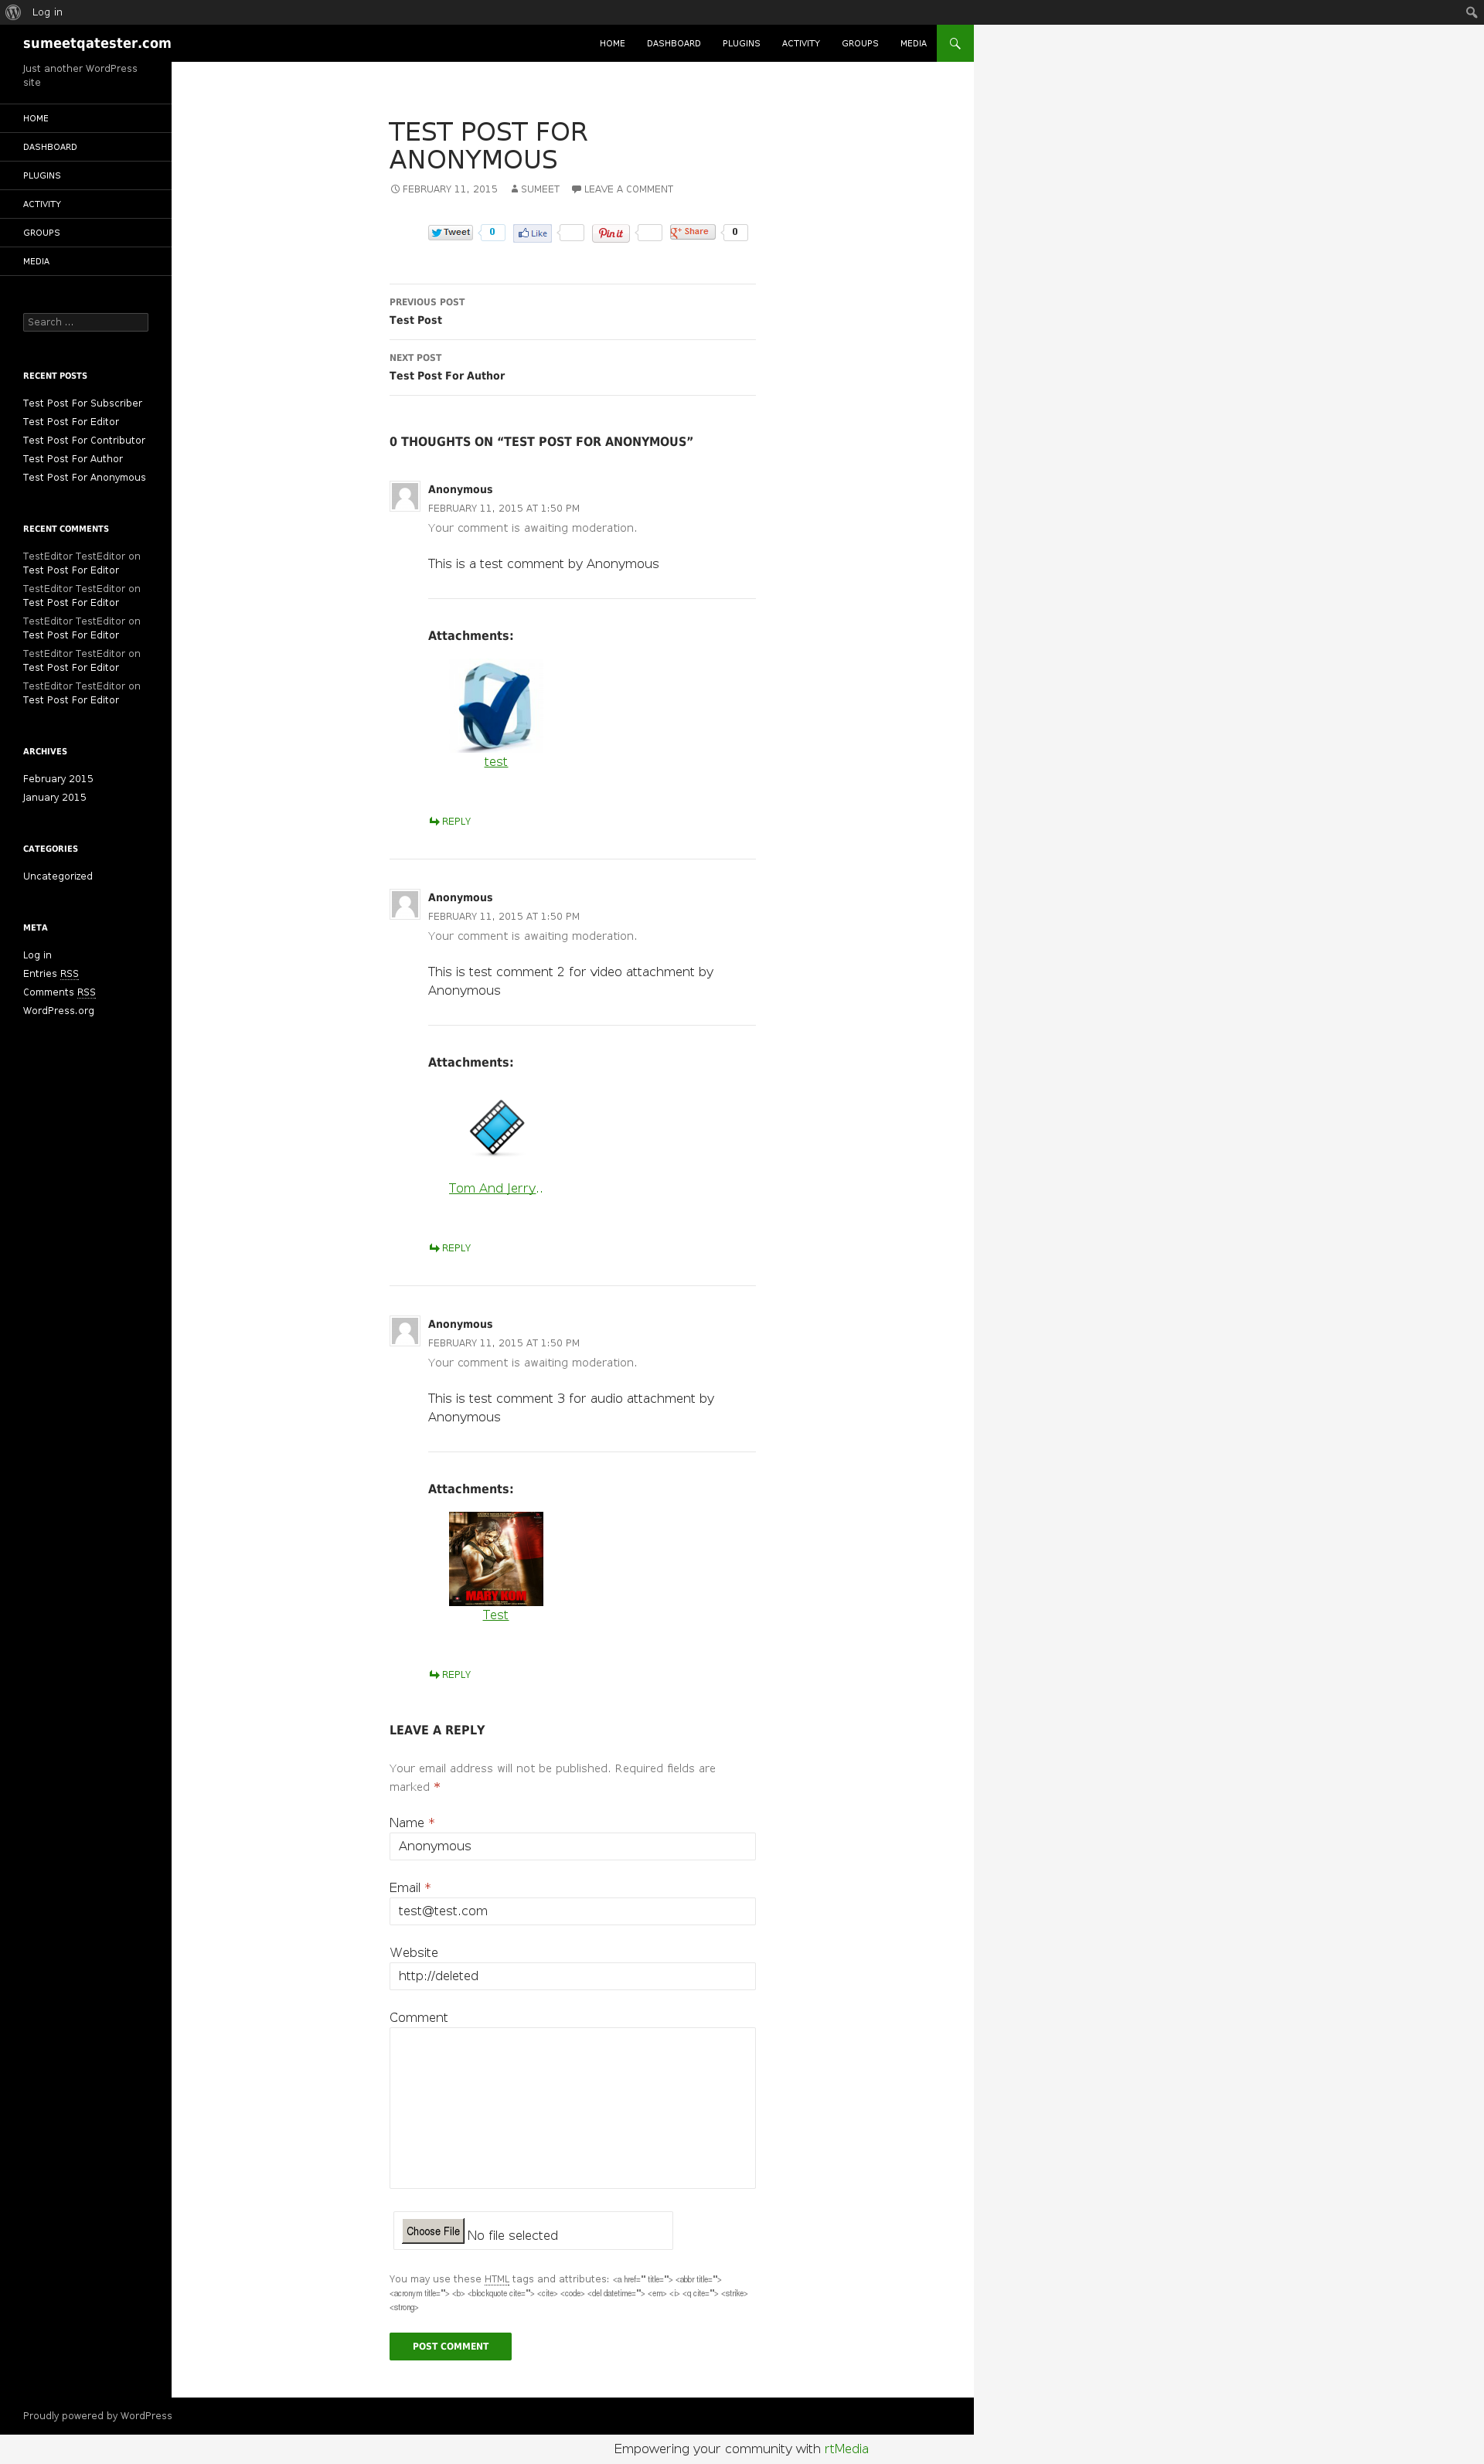 Log in
sumeetqatester.com
HOME DASHBOARD PLUGINS ACTIVITY GROUPS MEDIA
Just another WordPress
site
HOME
DASHBOARD
PLUGINS
ACTIVITY
GROUPS
MEDIA
Search ...
RECENT POSTS
Test Post For Subscriber
Test Post For Editor
Test Post For Contributor
Test Post For Author
Test Post For Anonymous
RECENT COMMENTS
TestEditor TestEditor on
Test Post For Editor
TestEditor TestEditor on
Test Post For Editor
TestEditor TestEditor on
Test Post For Editor
TestEditor TestEditor on
Test Post For Editor
TestEditor TestEditor on
Test Post For Editor
ARCHIVES
February 2015
January 2015
CATEGORIES
Uncategorized
META
Log in
Entries RSS
Comments RSS
WordPress.org
TEST POST FOR
ANONYMOUS
FEBRUARY 11, 2015 SUMEET LEAVE A COMMENT
Tweet 0 Like Pin it g+ Share 0
PREVIOUS POST
Test Post
NEXT POST
Test Post For Author
0 THOUGHTS ON “TEST POST FOR ANONYMOUS”
Anonymous
FEBRUARY 11, 2015 AT 1:50 PM
Your comment is awaiting moderation.
This is a test comment by Anonymous
Attachments:
test
REPLY
Anonymous
FEBRUARY 11, 2015 AT 1:50 PM
Your comment is awaiting moderation.
This is test comment 2 for video attachment by
Anonymous
Attachments:
Tom And Jerry..
REPLY
Anonymous
FEBRUARY 11, 2015 AT 1:50 PM
Your comment is awaiting moderation.
This is test comment 3 for audio attachment by
Anonymous
Attachments:
MARY KOM
Test
REPLY
LEAVE A REPLY
Your email address will not be published. Required fields are
marked *
Name *
Anonymous
Email *
test@test.com
Website
http://deleted
Comment
Choose File No file selected
You may use these HTML tags and attributes: <a href="" title=""> <abbr title="">
<acronym title=""> <b> <blockquote cite=""> <cite> <code> <del datetime=""> <em> <i> <q cite=""> <strike>
<strong>
POST COMMENT
Proudly powered by WordPress
Empowering your community with rtMedia